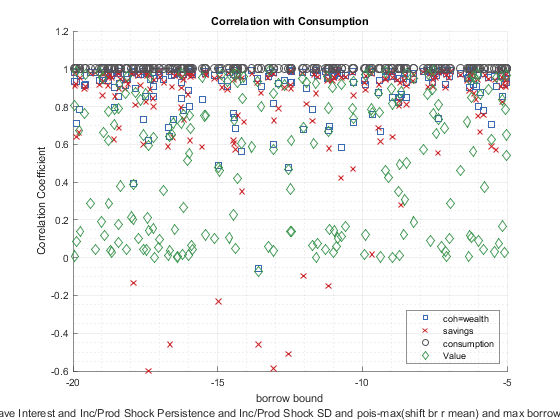 Correlation with Consumption
1.2
1
0.8
0.6
0.4
0.2
0
-0.2
-0.4
-0.6
Correlation Coefficient
coh=wealth
savings
consumption
Value
-20
-15
-10
-5
borrow bound
ave Interest and Inc/Prod Shock Persistence and Inc/Prod Shock SD and pois-max(shift br r mean) and max borrow